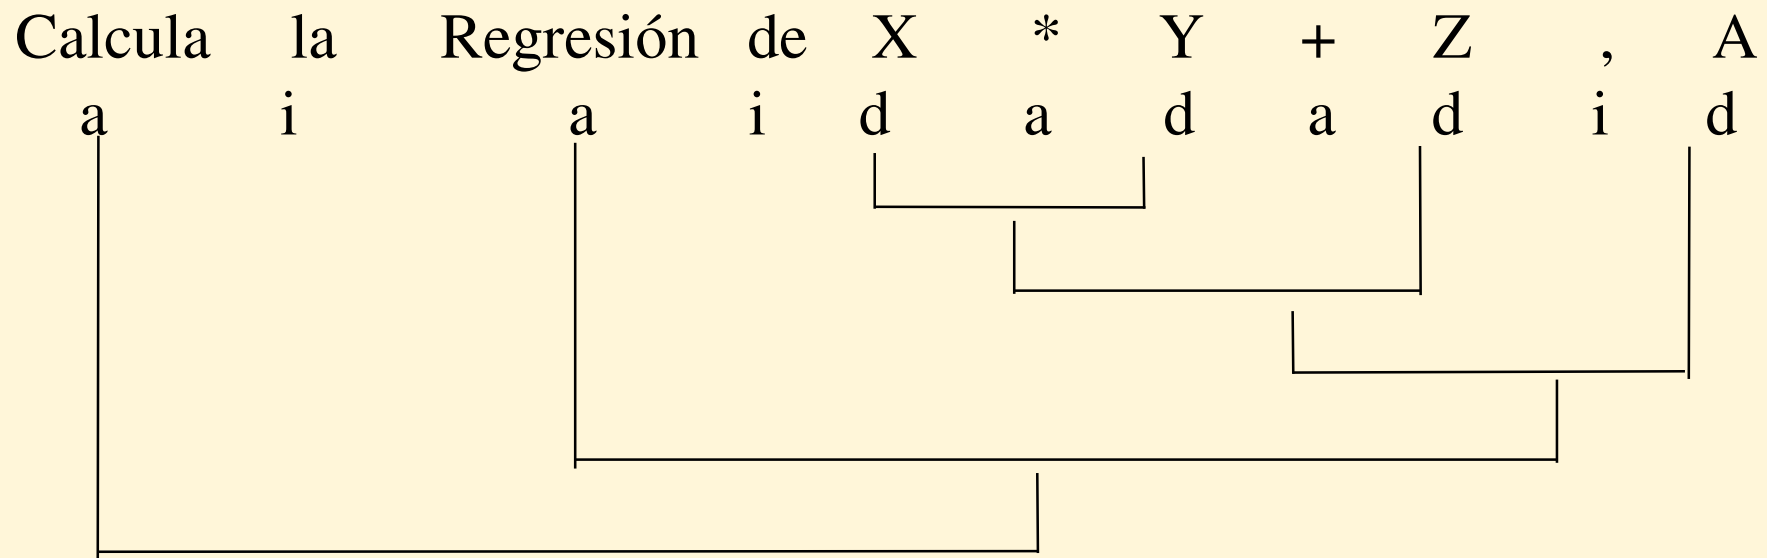 Calcula la Regresión de X * Y + Z , A
a i a i d a d a d i d